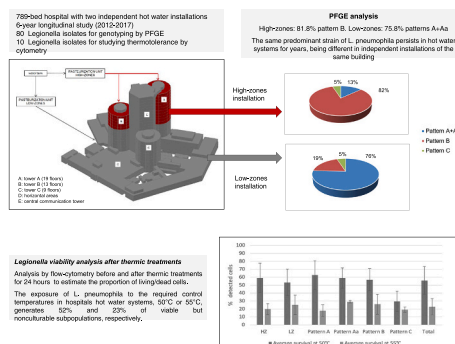 789-bed hospital with two independent hot water installations
6-year longitudinal study (2012-2017)
80 Legionella isolates for genotyping by PFGE
10 Legionella isolates for studying thermotolerance by
cytometry
PFGE analysis
High-zones: 81.8% pattern B. Low-zones: 75.8% patterns A+Aa
The same predominant strain of L. pneumophila persists in hot water
systems for years, being different in independent installations of the
same building
PASTEURIZATION UNIT
HIGH-ZONES
PASTEURIZATION UNIT
LOW-ZONES
A: tower A (19 floors)
B: tower B (13 floors)
C: tower C (9 floors)
D: horizontal areas
E: central communication tower
High-zones
installation
Low-zones
installation
5%
13%
82%
19%
5%
76%
Pattern A+A
Pattern B
Pattern C
Legionella viability analysis after thermic treatments
Analysis by flow-cytometry before and after thermic treatments
for 24 hours to estimate the proportion of living/dead cells.
The exposure of L. pneumophila to the required control
temperatures in hospitals hot water systems, 50°C or 55°C,
generates 52% and 23% of viable but
nonculturable subpopulations, respectively.
% detected cells
100
90
80
70
60
50
40
30
20
10
0
HZ LZ Pattern A Pattern Aa Pattern B Pattern C Total
Average survival at 50°C Average survival at 55°C